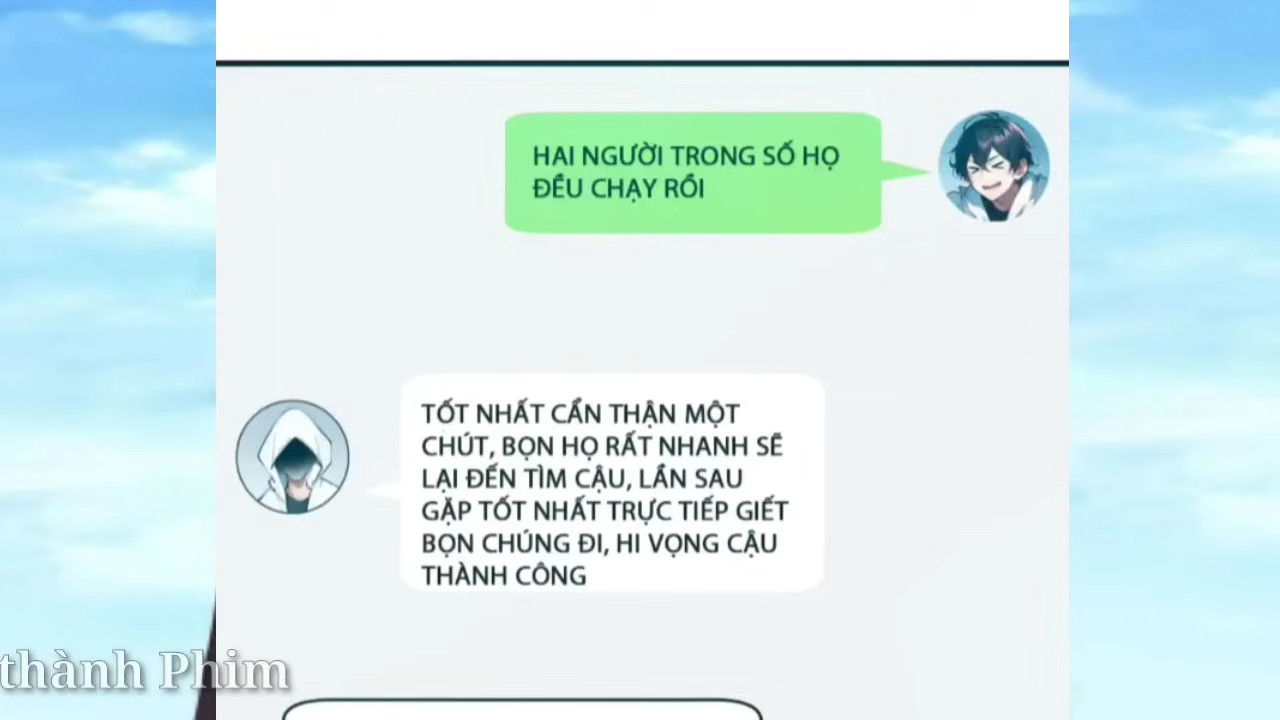 HAI NGƯỜI TRONG SỐ HỌ
ĐỀU CHẠY RỒI
TỐT NHẤT CẨN THẬN MỘT
CHÚT, BỌN HỌ RẤT NHANH SẼ
LẠI ĐẾN TÌM CẬU, LẦN SAU
GẶP TỐT NHẤT TRỰC TIẾP GIẾT
BỌN CHÚNG ĐI, HI VỌNG CẬU
THÀNH CÔNG
thành Phim